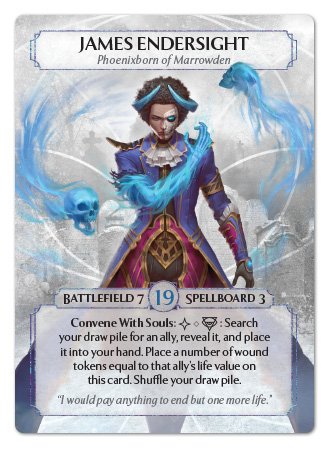 JAMES ENDERSIGHT
Phoenixborn of Marrowden
BATTLEFIELD 7 19 SPELLBOARD 3
Convene With Souls: : Search
your draw pile for an ally, reveal it, and place
it into your hand. Place a number of wound
tokens equal to that ally's life value on
this card. Shuffle your draw pile.
"I would pay anything to end but one more life."